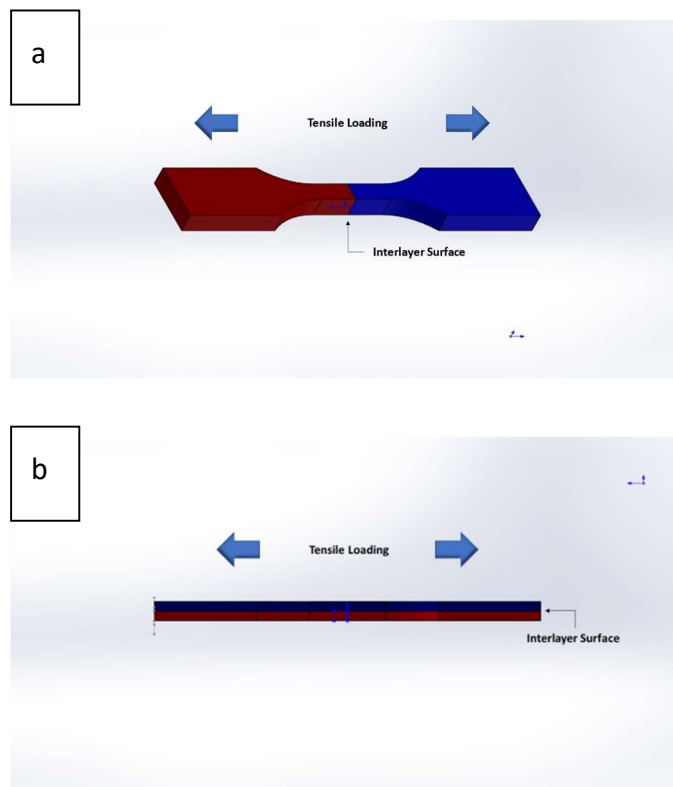 a
Tensile Loading
Interlayer Surface
b
Tensile Loading
Interlayer Surface